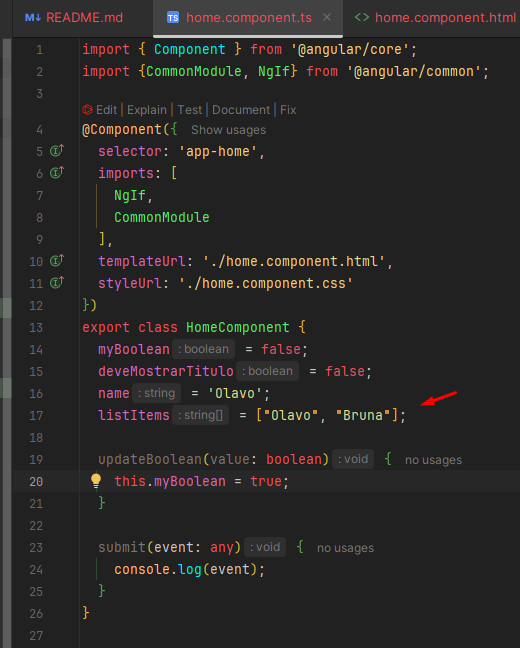 README.md home.component.ts home.component.html
1 import { Component } from '@angular/core';
2 import {CommonModule, NgIf} from '@angular/common';
3
Edit | Explain | Test | Document | Fix
4 @Component({ Show usages
5 selector: 'app-home',
6 imports: [
7 NgIf,
8 CommonModule
9 ],
10 templateUrl: './home.component.html',
11 styleUrl: './home.component.css'
12 })
13 export class HomeComponent {
14 myBoolean : boolean = false;
15 deveMostrarTitulo : boolean = false;
16 name : string = 'Olavo';
17 listItems : string[] = ["Olavo", "Bruna"];
18
19 updateBoolean(value: boolean) : void { no usages
20 this.myBoolean = true;
21 }
22
23 submit(event: any) : void { no usages
24 console.log(event);
25 }
26 }
27